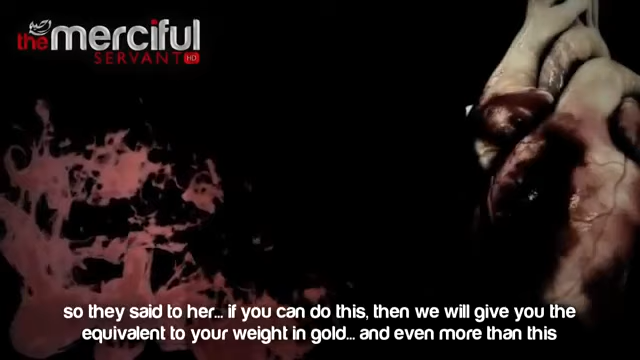 the merciful
SERVANT HD
so they said to her... if you can do this, then we will give you the
equivalent to your weight in gold... and even more than this